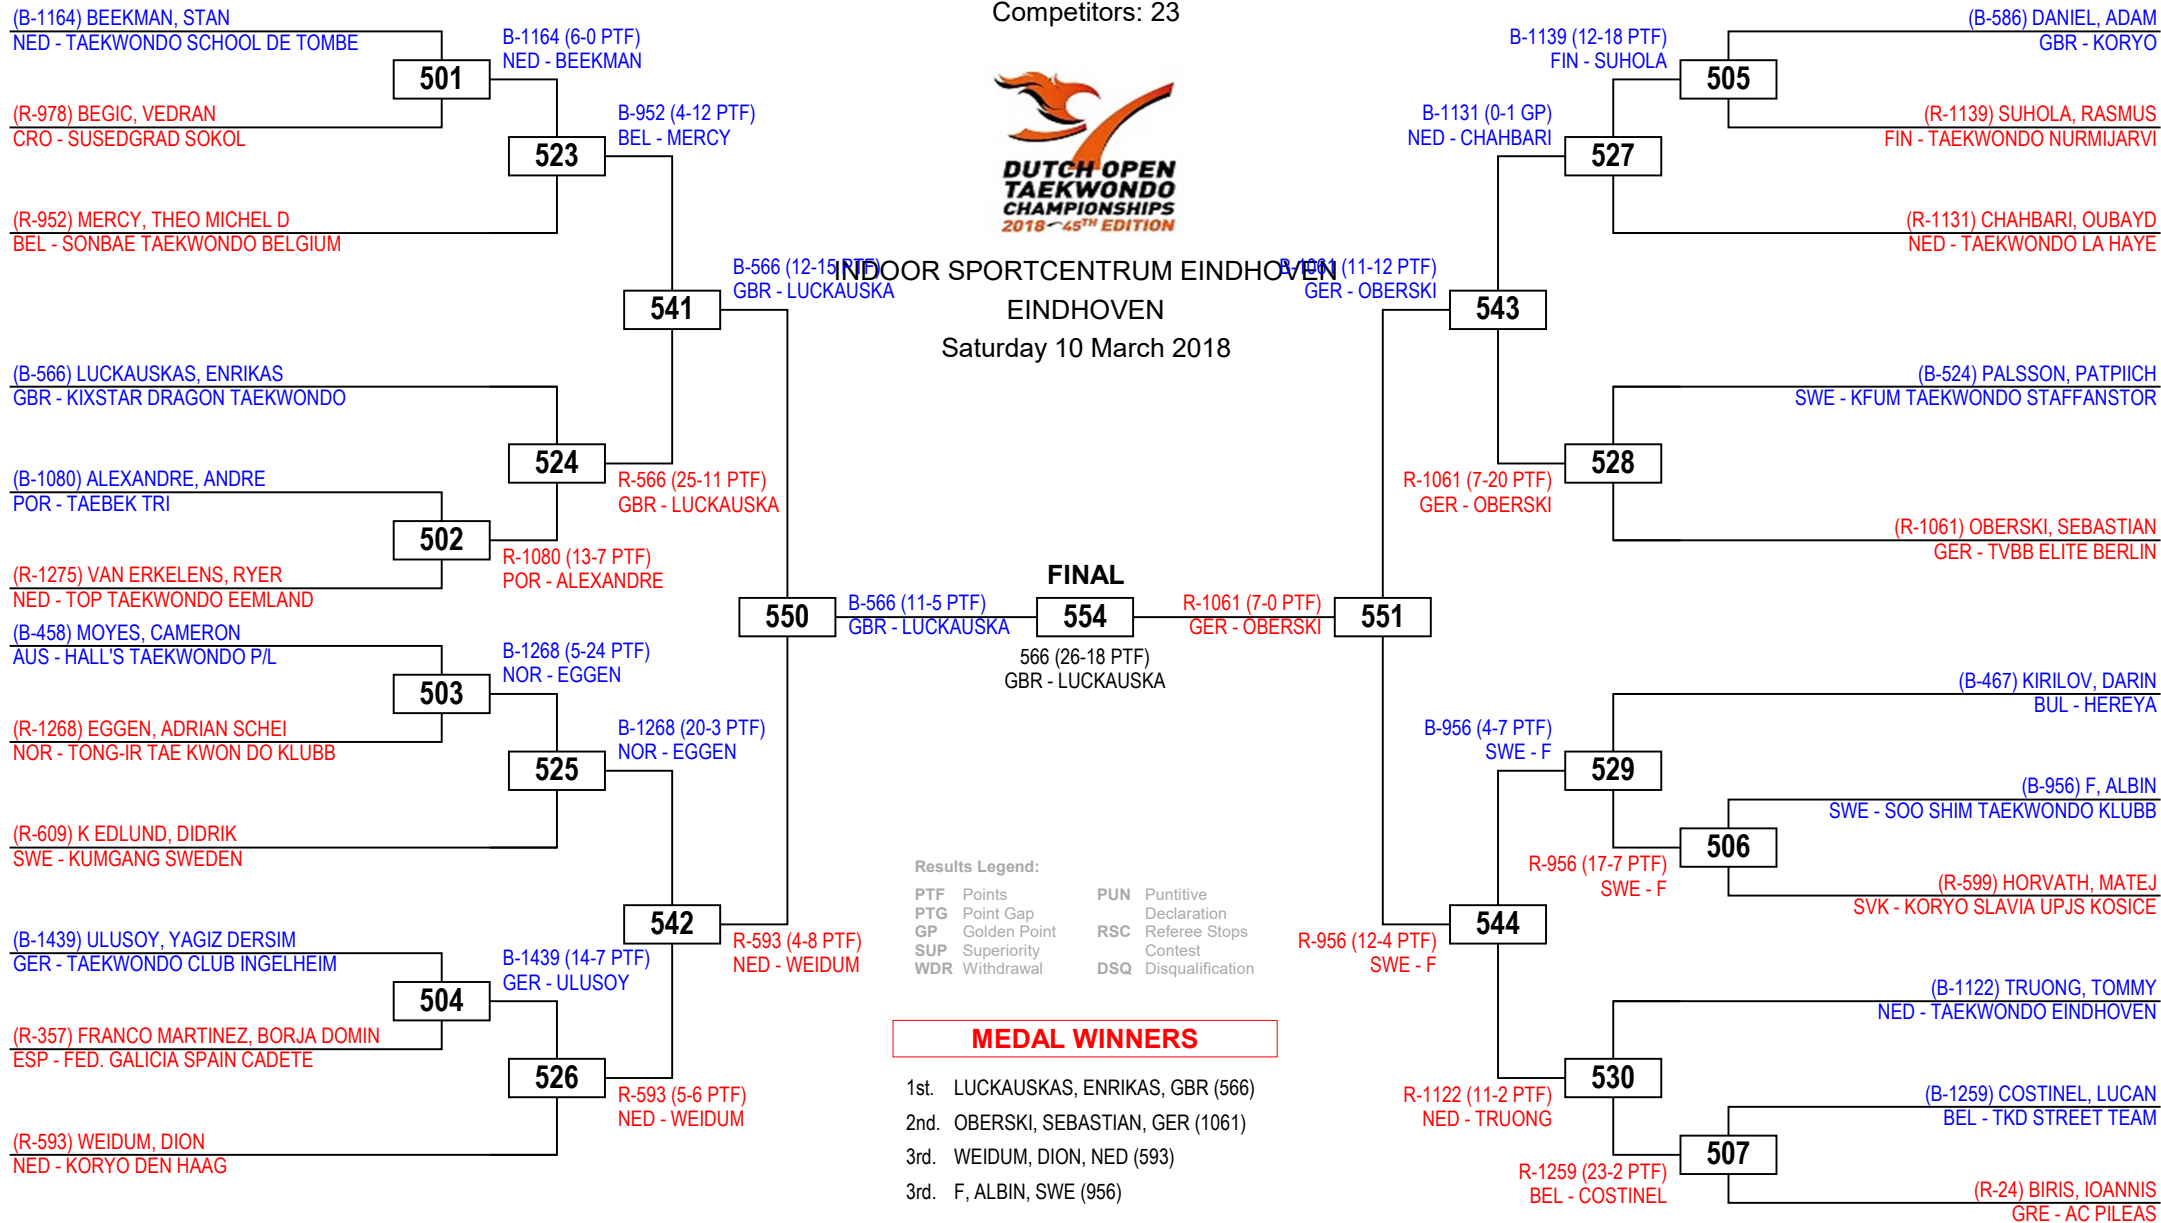 Competitors: 23
DUTCH OPEN
TAEKWONDO
CHAMPIONSHIPS
2018 - 45TH EDITION
INDOOR SPORTCENTRUM EINDHOVEN
EINDHOVEN
Saturday 10 March 2018
(B-1164) BEEKMAN, STAN
NED - TAEKWONDO SCHOOL DE TOMBE
501
(R-978) BEGIC, VEDRAN
CRO - SUSEDGRAD SOKOL
B-1164 (6-0 PTF)
NED - BEEKMAN
523
(R-952) MERCY, THEO MICHEL D
BEL - SONBAE TAEKWONDO BELGIUM
B-952 (4-12 PTF)
BEL - MERCY
541
B-566 (12-15 PTF)
GBR - LUCKAUSKA
(B-566) LUCKAUSKAS, ENRIKAS
GBR - KIXSTAR DRAGON TAEKWONDO
524
R-566 (25-11 PTF)
GBR - LUCKAUSKA
(B-1080) ALEXANDRE, ANDRE
POR - TAEBEK TRI
502
(R-1275) VAN ERKELENS, RYER
NED - TOP TAEKWONDO EEMLAND
R-1080 (13-7 PTF)
POR - ALEXANDRE
(B-458) MOYES, CAMERON
AUS - HALL'S TAEKWONDO P/L
503
(R-1268) EGGEN, ADRIAN SCHEI
NOR - TONG-IR TAE KWON DO KLUBB
B-1268 (5-24 PTF)
NOR - EGGEN
525
(R-609) K EDLUND, DIDRIK
SWE - KUMGANG SWEDEN
B-1268 (20-3 PTF)
NOR - EGGEN
542
R-593 (4-8 PTF)
NED - WEIDUM
(B-1439) ULUSOY, YAGIZ DERSIM
GER - TAEKWONDO CLUB INGELHEIM
504
(R-357) FRANCO MARTINEZ, BORJA DOMIN
ESP - FED. GALICIA SPAIN CADETE
B-1439 (14-7 PTF)
GER - ULUSOY
526
R-593 (5-6 PTF)
NED - WEIDUM
(R-593) WEIDUM, DION
NED - KORYO DEN HAAG
550
B-566 (11-5 PTF)
GBR - LUCKAUSKA
FINAL
554
566 (26-18 PTF)
GBR - LUCKAUSKA
R-1061 (7-0 PTF)
GER - OBERSKI
551
(B-586) DANIEL, ADAM
GBR - KORYO
505
(R-1139) SUHOLA, RASMUS
FIN - TAEKWONDO NURMIJARVI
B-1139 (12-18 PTF)
FIN - SUHOLA
527
(R-1131) CHAHBARI, OUBAYD
NED - TAEKWONDO LA HAYE
B-1131 (0-1 GP)
NED - CHAHBARI
543
B-1061 (11-12 PTF)
GER - OBERSKI
(B-524) PALSSON, PATPIICH
SWE - KFUM TAEKWONDO STAFFANSTOR
528
R-1061 (7-20 PTF)
GER - OBERSKI
(R-1061) OBERSKI, SEBASTIAN
GER - TVBB ELITE BERLIN
(B-467) KIRILOV, DARIN
BUL - HEREYA
529
B-956 (4-7 PTF)
SWE - F
(B-956) F, ALBIN
SWE - SOO SHIM TAEKWONDO KLUBB
506
R-956 (17-7 PTF)
SWE - F
(R-599) HORVATH, MATEJ
SVK - KORYO SLAVIA UPJS KOSICE
544
R-956 (12-4 PTF)
SWE - F
(B-1122) TRUONG, TOMMY
NED - TAEKWONDO EINDHOVEN
530
R-1122 (11-2 PTF)
NED - TRUONG
(B-1259) COSTINEL, LUCAN
BEL - TKD STREET TEAM
507
R-1259 (23-2 PTF)
BEL - COSTINEL
(R-24) BIRIS, IOANNIS
GRE - AC PILEAS
Results Legend:
PTF Points
PTG Point Gap
GP Golden Point
SUP Superiority
WDR Withdrawal
PUN Puntitive
Declaration
RSC Referee Stops
Contest
DSQ Disqualification
MEDAL WINNERS
1st. LUCKAUSKAS, ENRIKAS, GBR (566)
2nd. OBERSKI, SEBASTIAN, GER (1061)
3rd. WEIDUM, DION, NED (593)
3rd. F, ALBIN, SWE (956)